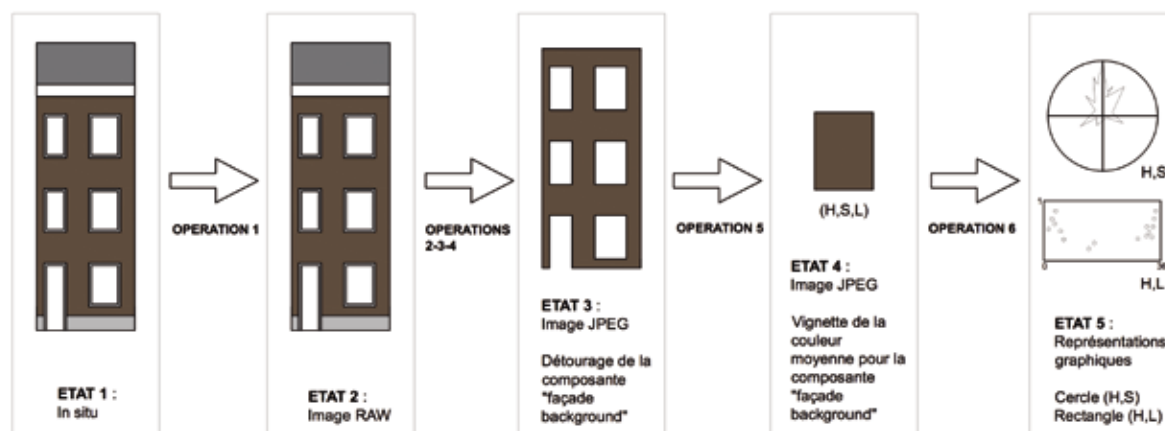 ETAT 1 :
In situ
OPERATION 1
ETAT 2 :
Image RAW
OPERATIONS
2-3-4
ETAT 3 :
Image JPEG
Détourage de la
composante
"façade
background"
OPERATION 5
(H,S,L)
ETAT 4 :
Image JPEG
Vignette de la
couleur
moyenne pour la
composante
"façade
background"
OPERATION 6
H,S
0
H,L
ETAT 5 :
Représentations
graphiques
Cercle (H,S)
Rectangle (H,L)